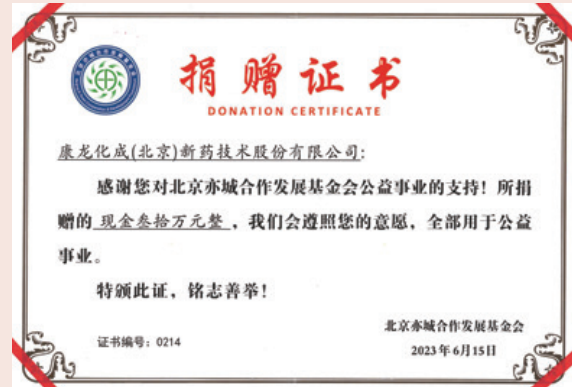 捐赠证书
DONATION CERTIFICATE
康龙化成(北京)新药技术股份有限公司:
感谢您对北京亦城合作发展基金会公益事业的支持！所捐
赠的 现金叁拾万元整，我们会遵照您的意愿，全部用于公益
事业。
特颁此证，铭志善举！
北京亦城合作发展基金会
证书编号：0214
2023年6月15日